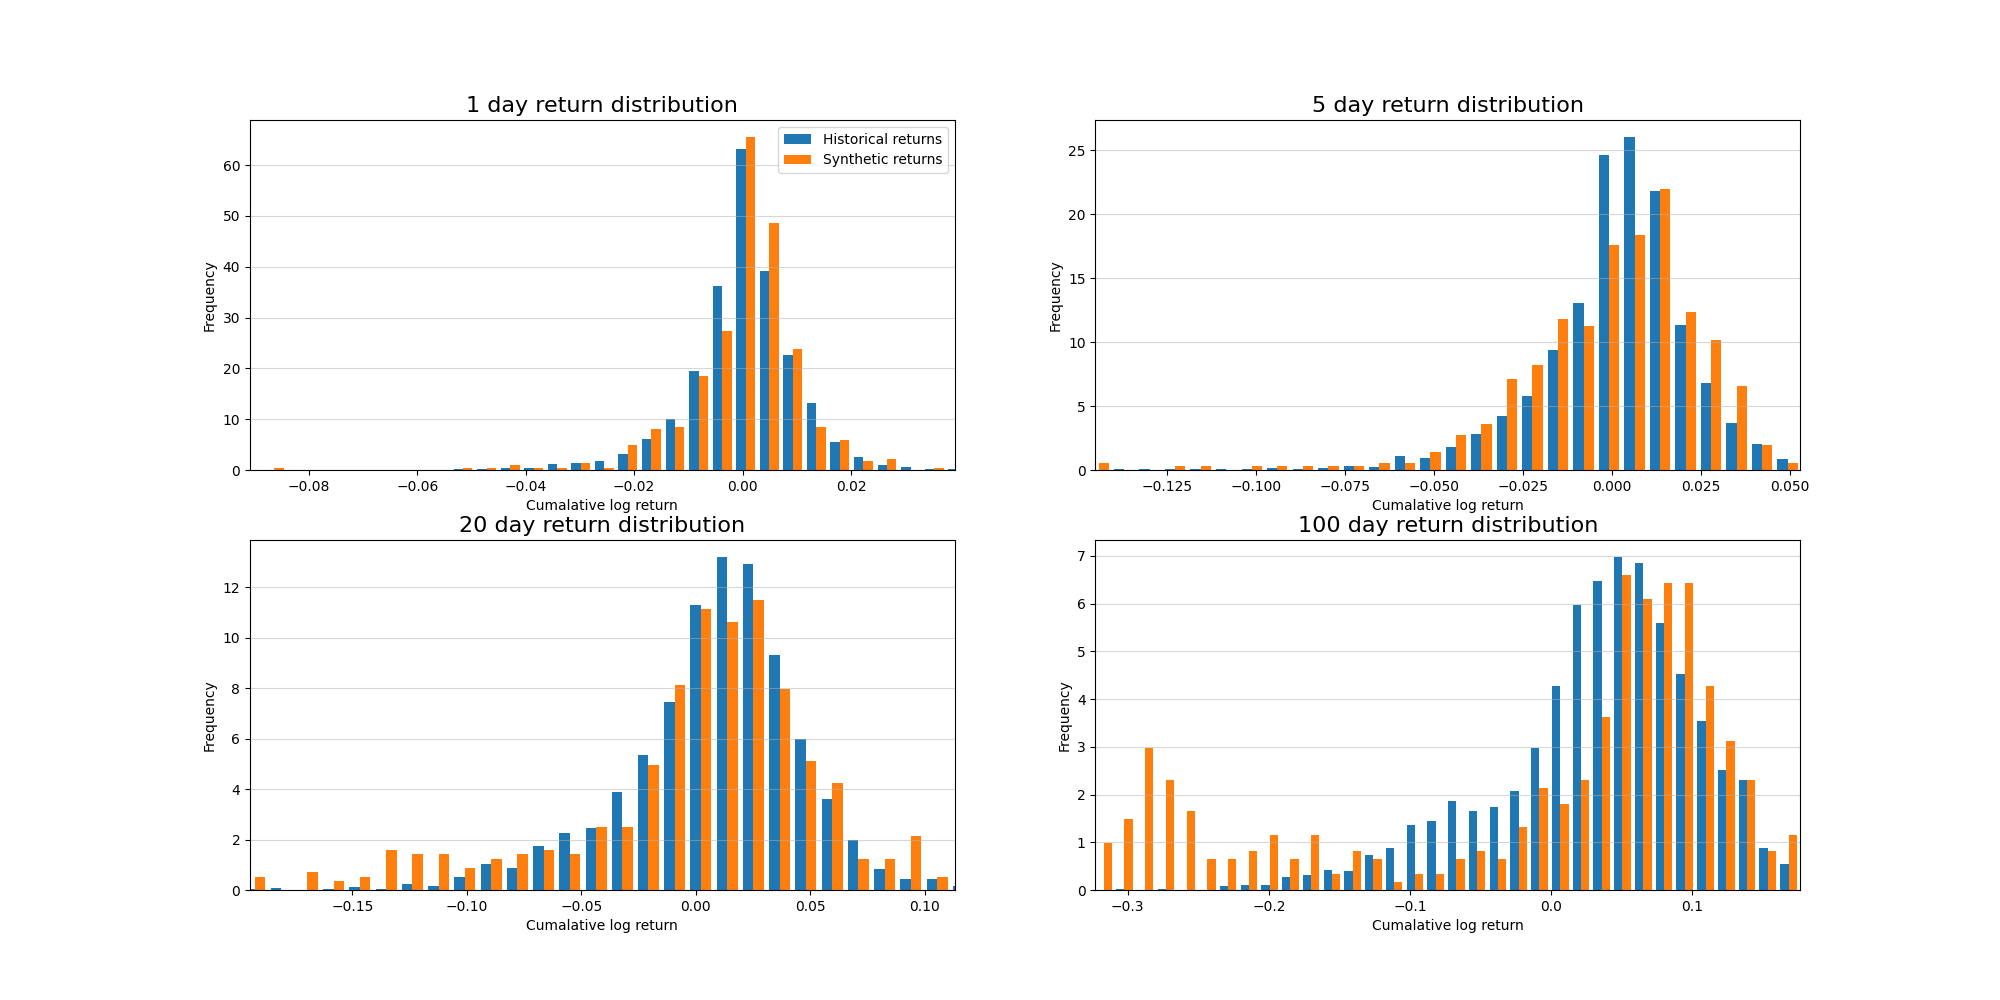 1 day return distribution
Historical returns
Synthetic returns
Frequency
60
50
40
30
20
10
0
−0.08 −0.06 −0.04 −0.02 0.00 0.02
Cumalative log return
5 day return distribution
Frequency
25
20
15
10
5
0
−0.125 −0.100 −0.075 −0.050 −0.025 0.000 0.025 0.050
Cumalative log return
20 day return distribution
Frequency
12
10
8
6
4
2
0
−0.15 −0.10 −0.05 0.00 0.05 0.10
Cumalative log return
100 day return distribution
Frequency
7
6
5
4
3
2
1
0
−0.3 −0.2 −0.1 0.0 0.1
Cumalative log return